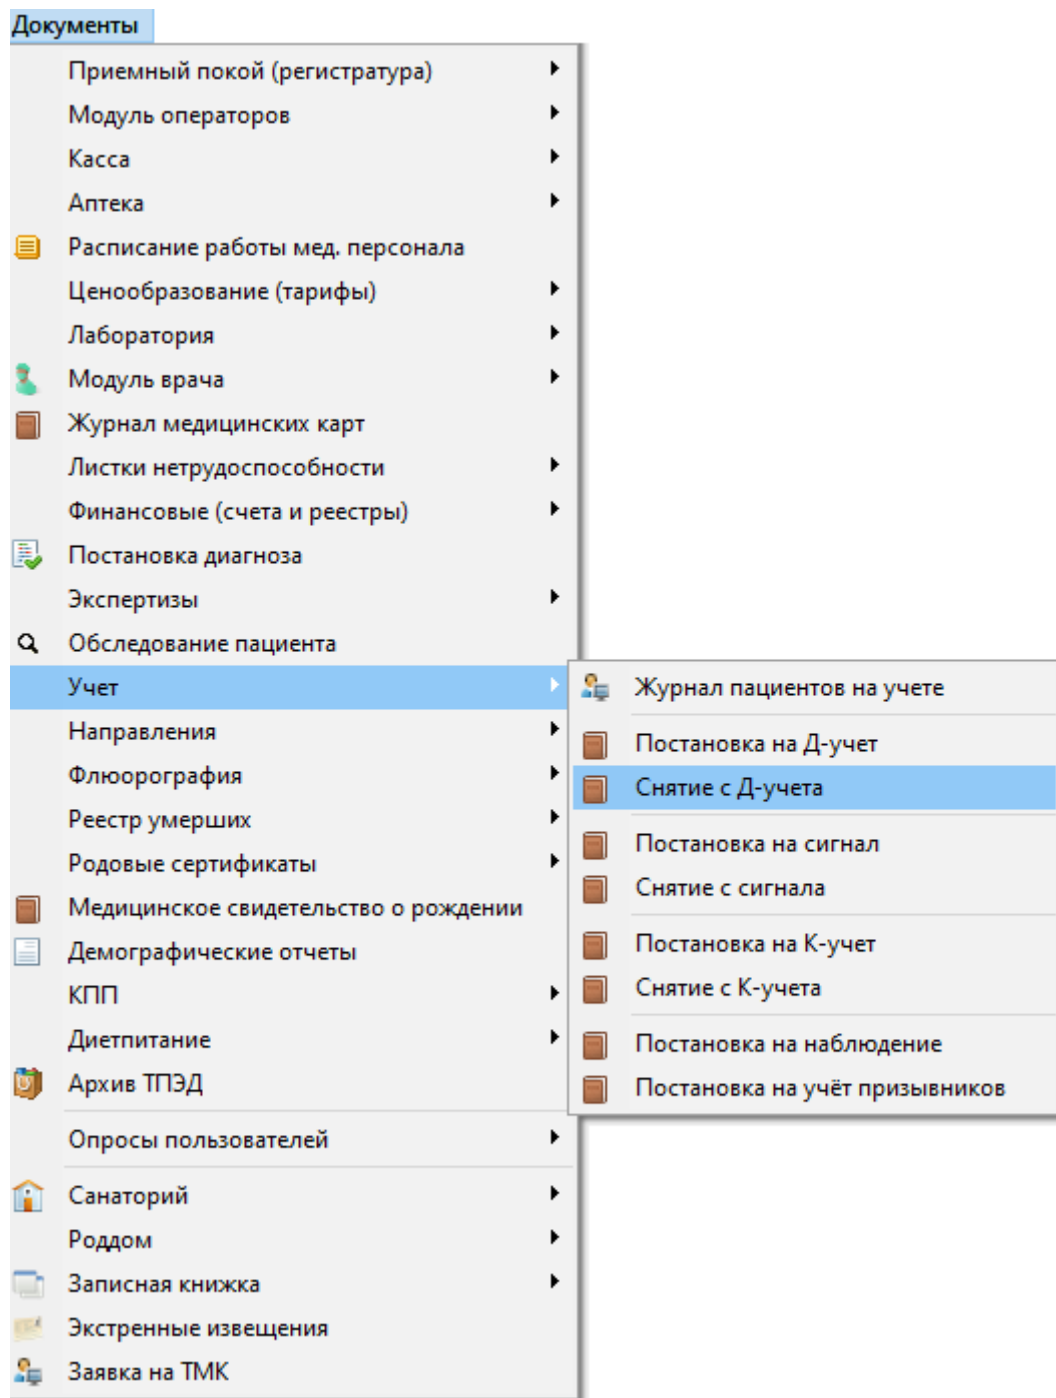 Документы
Приемный покой (регистратура)
Модуль операторов
Касса
Аптека
Расписание работы мед. персонала
Ценообразование (тарифы)
Лаборатория
Модуль врача
Журнал медицинских карт
Листки нетрудоспособности
Финансовые (счета и реестры)
Постановка диагноза
Экспертизы
Обследование пациента
Учет
Направления
Флюорография
Реестр умерших
Родовые сертификаты
Медицинское свидетельство о рождении
Демографические отчеты
КПП
Диетпитание
Архив ТПЭД
Опросы пользователей
Санаторий
Роддом
Записная книжка
Экстренные извещения
Заявка на ТМК
Журнал пациентов на учете
Постановка на Д-учет
Снятие с Д-учета
Постановка на сигнал
Снятие с сигнала
Постановка на К-учет
Снятие с К-учета
Постановка на наблюдение
Постановка на учёт призывников